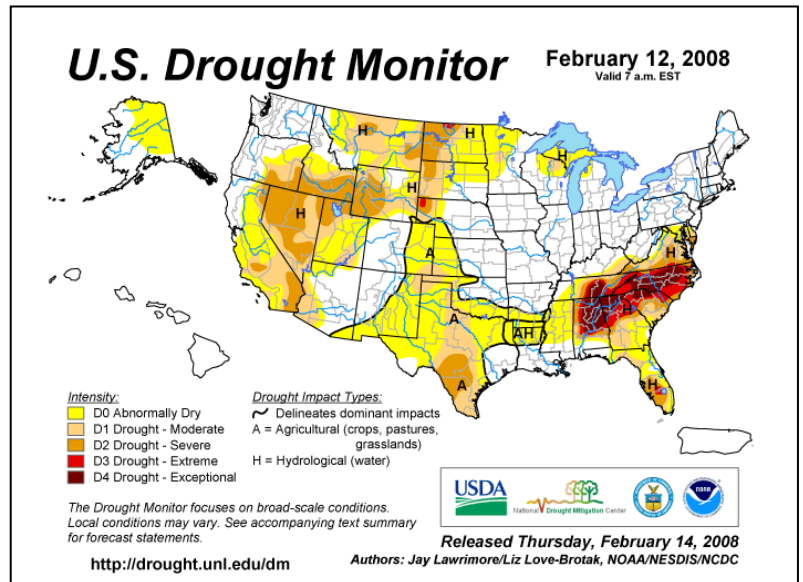 U.S. Drought Monitor
February 12, 2008
Valid 7 a.m. EST
H
H
H
H
H
A
H
A
AH
H
A
H
Intensity:
D0 Abnormally Dry
D1 Drought - Moderate
D2 Drought - Severe
D3 Drought - Extreme
D4 Drought - Exceptional
Drought Impact Types:
Delineates dominant impacts
A = Agricultural (crops, pastures,
grasslands)
H = Hydrological (water)
The Drought Monitor focuses on broad-scale conditions.
Local conditions may vary. See accompanying text summary
for forecast statements.
http://drought.unl.edu/dm
USDA
National Drought Mitigation Center
NOAA
Released Thursday, February 14, 2008
Authors: Jay Lawrimore/Liz Love-Brotak, NOAA/NESDIS/NCDC